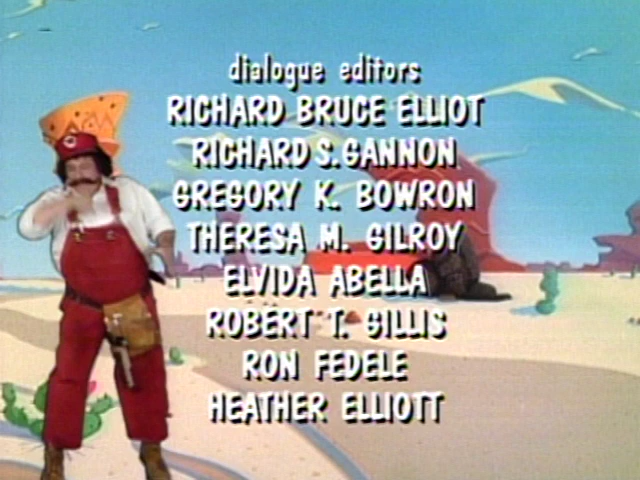 dialogue editors
RICHARD BRUCE ELLIOT
RICHARD S. GANNON
GREGORY K. BOWRON
THERESA M. GILROY
ELVIDA ABELLA
ROBERT T. GILLIS
RON FEDELE
HEATHER ELLIOTT